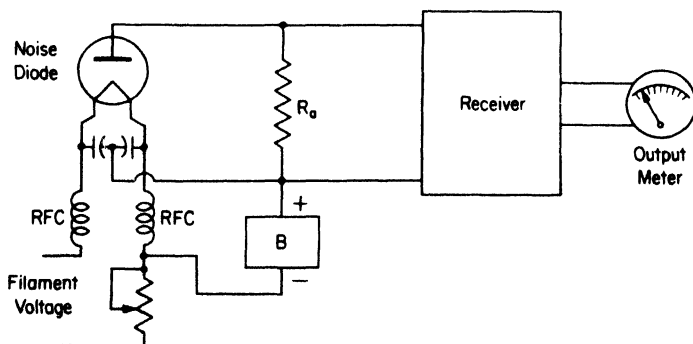 Noise
Diode
Rₐ
Receiver
Output
Meter
RFC
RFC
+
B
−
Filament
Voltage